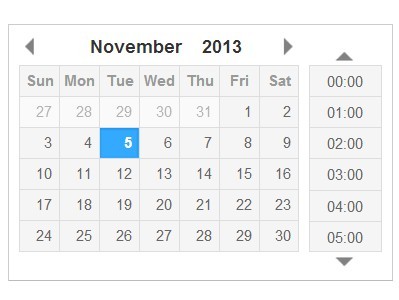 November 2013
Sun Mon Tue Wed Thu Fri Sat
27 28 29 30 31 1 2
3 4 5 6 7 8 9
10 11 12 13 14 15 16
17 18 19 20 21 22 23
24 25 26 27 28 29 30
00:00
01:00
02:00
03:00
04:00
05:00